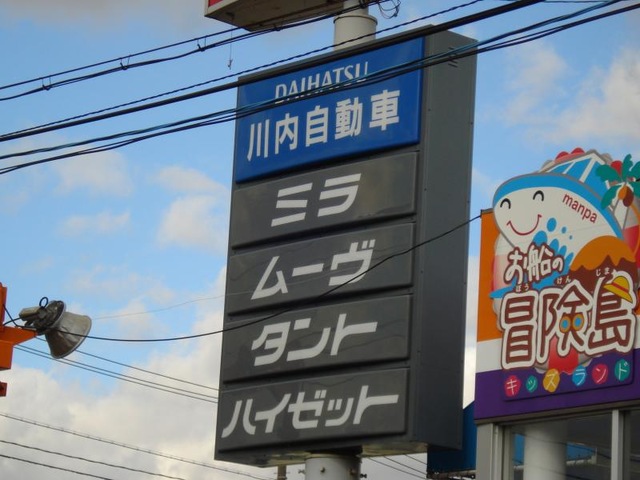 DAIHATSU
川内自動車
ミラ
ムーヴ
タント
ハイゼット
manpa
お船の
ぼう けん じま
冒険島
キッズランド